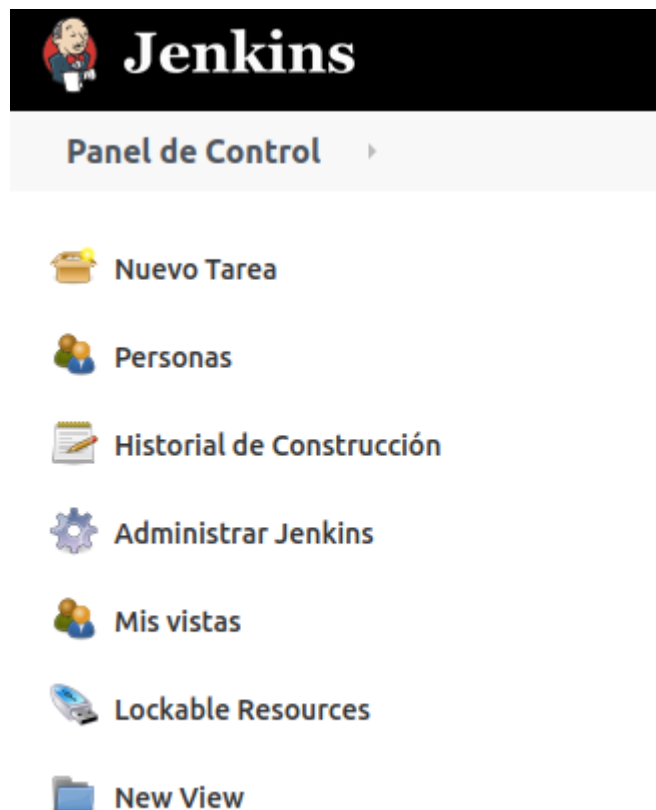 Jenkins
Panel de Control
Nuevo Tarea
Personas
Historial de Construcción
Administrar Jenkins
Mis vistas
Lockable Resources
New View